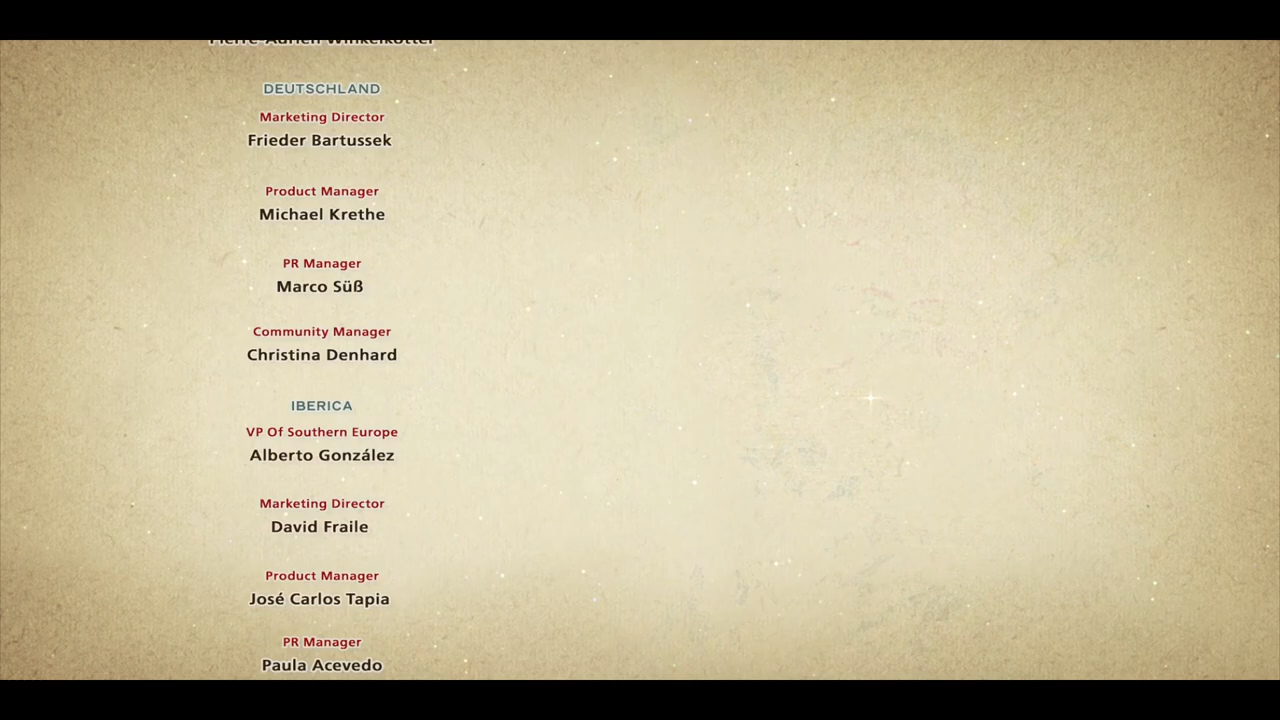 DEUTSCHLAND
Marketing Director
Frieder Bartussek
Product Manager
Michael Krethe
PR Manager
Marco Süß
Community Manager
Christina Denhard
IBERICA
VP Of Southern Europe
Alberto González
Marketing Director
David Fraile
Product Manager
José Carlos Tapia
PR Manager
Paula Acevedo